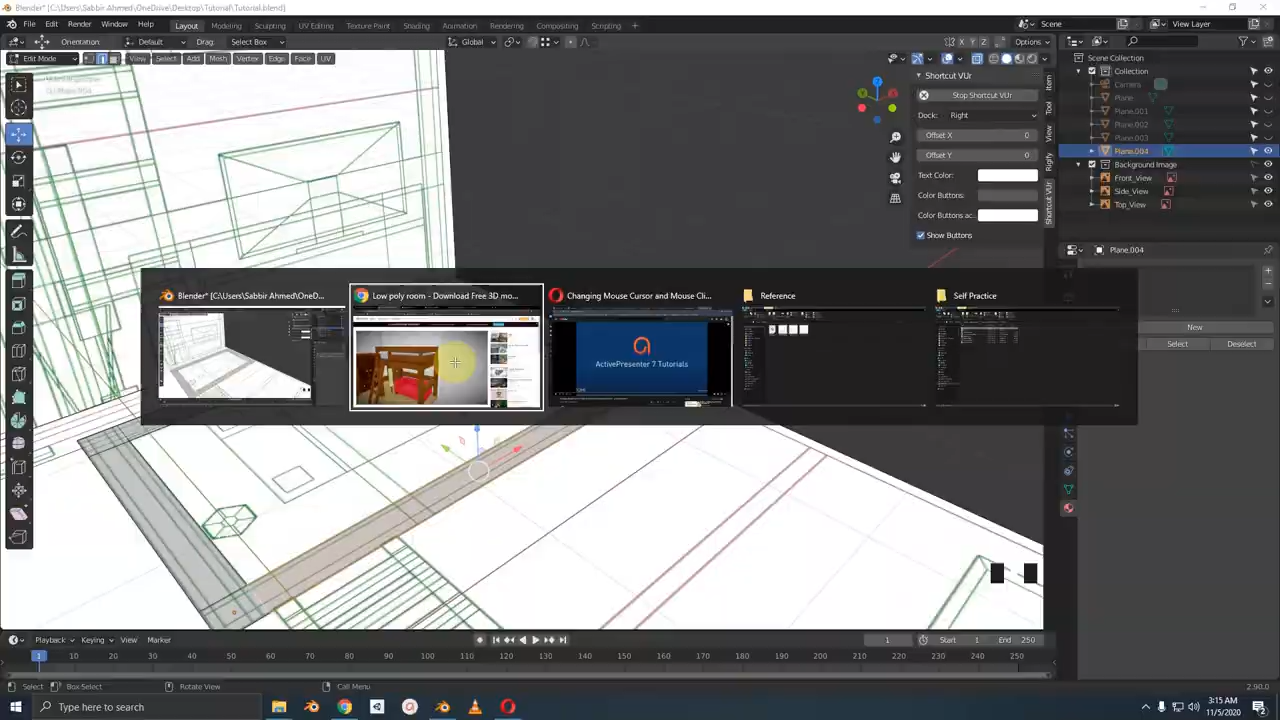 Blender* [C:\Users\Sabbir Ahmed\OneDrive\Desktop\Tutorial\Tutorial.blend]
File Edit Render Window Help Layout Modeling Sculpting UV Editing Texture Paint Shading Animation Rendering Compositing Scripting + Scene View Layer
Orientation: Default Drag: Select Box Global X Z Options
Edit Mode View Select Add Mesh Vertex Edge Face UV
Scene Collection
Collection
Camera
Plane
Plane.001
Plane.002
Plane.003
Plane.004
Background Image
Front_View
Side_View
Top_View
Shortcut VUr
Stop Shortcut VUr
Dock: Right
Offset X 0
Offset Y 0
Text Color:
Color Buttons:
Color Buttons ac..
Show Buttons
Item
Tool
View
Rigify
Shortcut VUr
Plane.004
Blender* [C:\Users\Sabbir Ahmed\OneD...
Low poly room - Download Free 3D mo...
Changing Mouse Cursor and Mouse Cli...
Reference
Self Practice
ActivePresenter 7 Tutorials
Select Deselect
Playback Keying View Marker 1 Start 1 End 250
1 10 20 30 40 50 60 70 80 90 100 110 120 130 140 150 160 170 180 190 200 210 220 230 240 250
Select Box Select Rotate View Call Menu 2.90.0
Type here to search
3:15 AM
11/5/2020
2